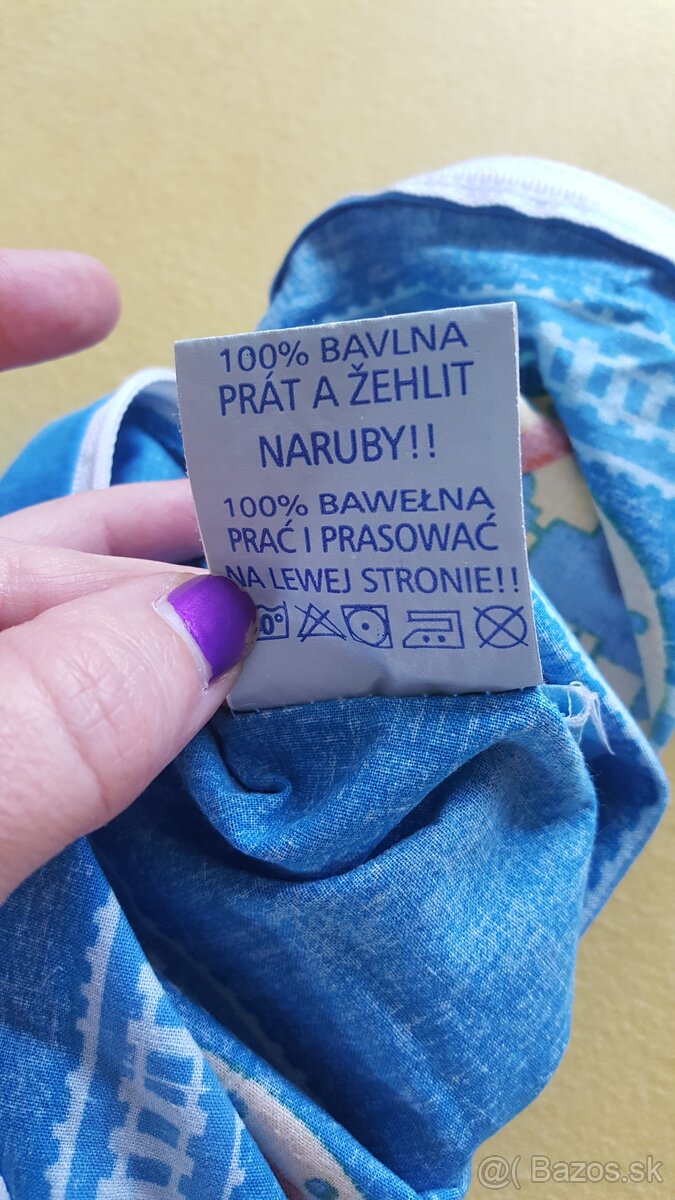 100% BAVLNA
PRÁT A ŽEHLIT
NARUBY!!
100% BAWEŁNA
PRAĆ I PRASOWAĆ
NA LEWEJ STRONIE!!
@( Bazos.sk